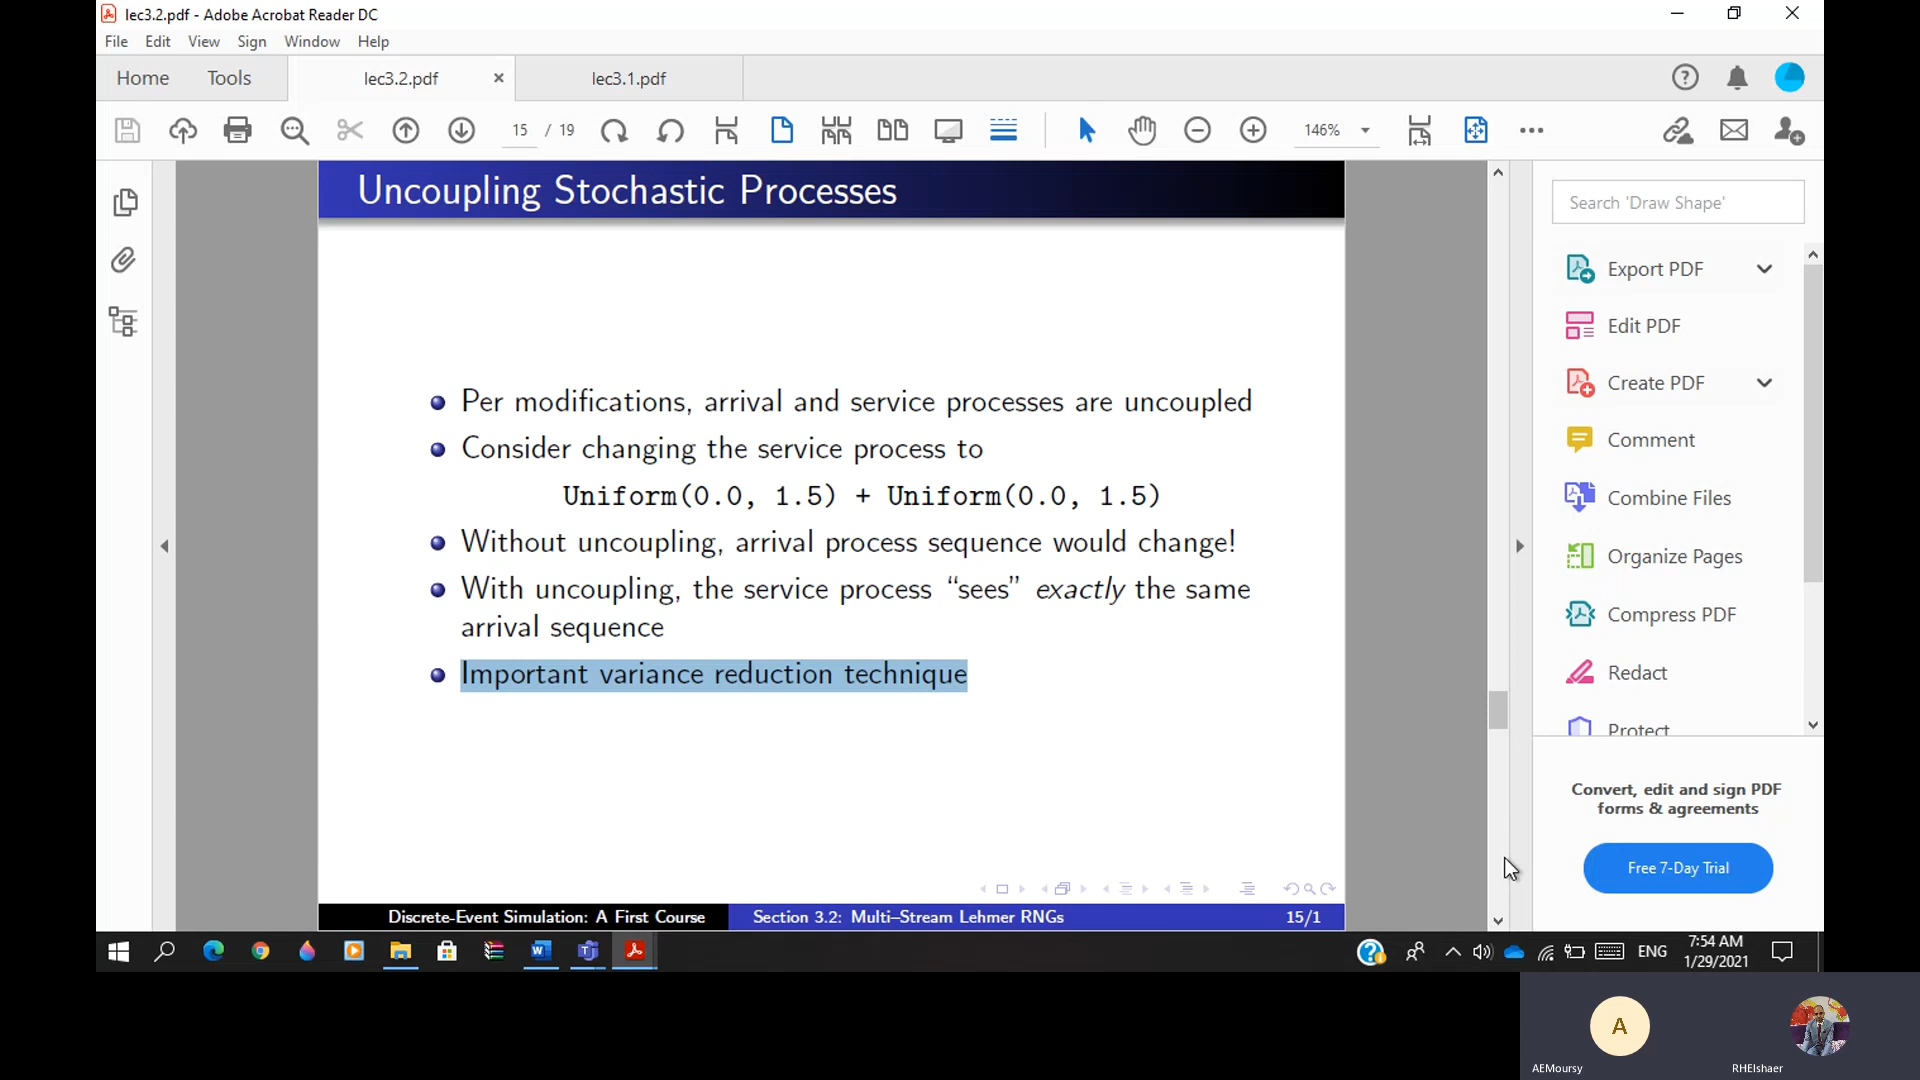 lec3.2.pdf - Adobe Acrobat Reader DC
File Edit View Sign Window Help
Home Tools lec3.2.pdf × lec3.1.pdf
15 / 19 146%
Uncoupling Stochastic Processes
Search 'Draw Shape'
Export PDF
Edit PDF
Create PDF
Comment
Combine Files
Organize Pages
Compress PDF
Redact
Protect
Per modifications, arrival and service processes are uncoupled
Consider changing the service process to
Uniform(0.0, 1.5) + Uniform(0.0, 1.5)
Without uncoupling, arrival process sequence would change!
With uncoupling, the service process “sees” exactly the same
arrival sequence
Important variance reduction technique
Convert, edit and sign PDF
forms & agreements
Free 7-Day Trial
Discrete-Event Simulation: A First Course Section 3.2: Multi–Stream Lehmer RNGs 15/1
ENG
7:54 AM
1/29/2021
A
AEMoursy RHElshaer